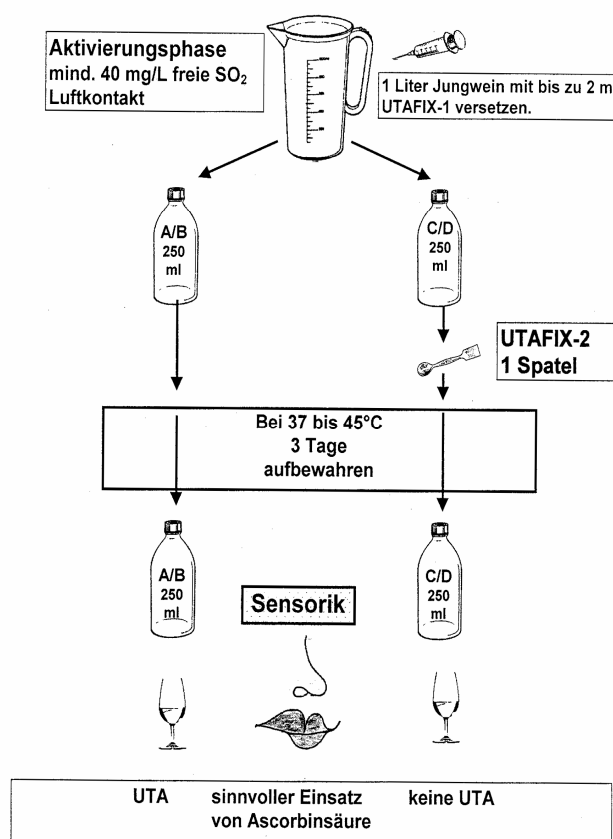 Aktivierungsphase
mind. 40 mg/L freie SO₂
Luftkontakt
1 Liter Jungwein mit bis zu 2 m
UTAFIX-1 versetzen.
A/B
250
ml
C/D
250
ml
UTAFIX-2
1 Spatel
Bei 37 bis 45°C
3 Tage
aufbewahren
A/B
250
ml
C/D
250
ml
Sensorik
UTA sinnvoller Einsatz keine UTA
von Ascorbinsäure